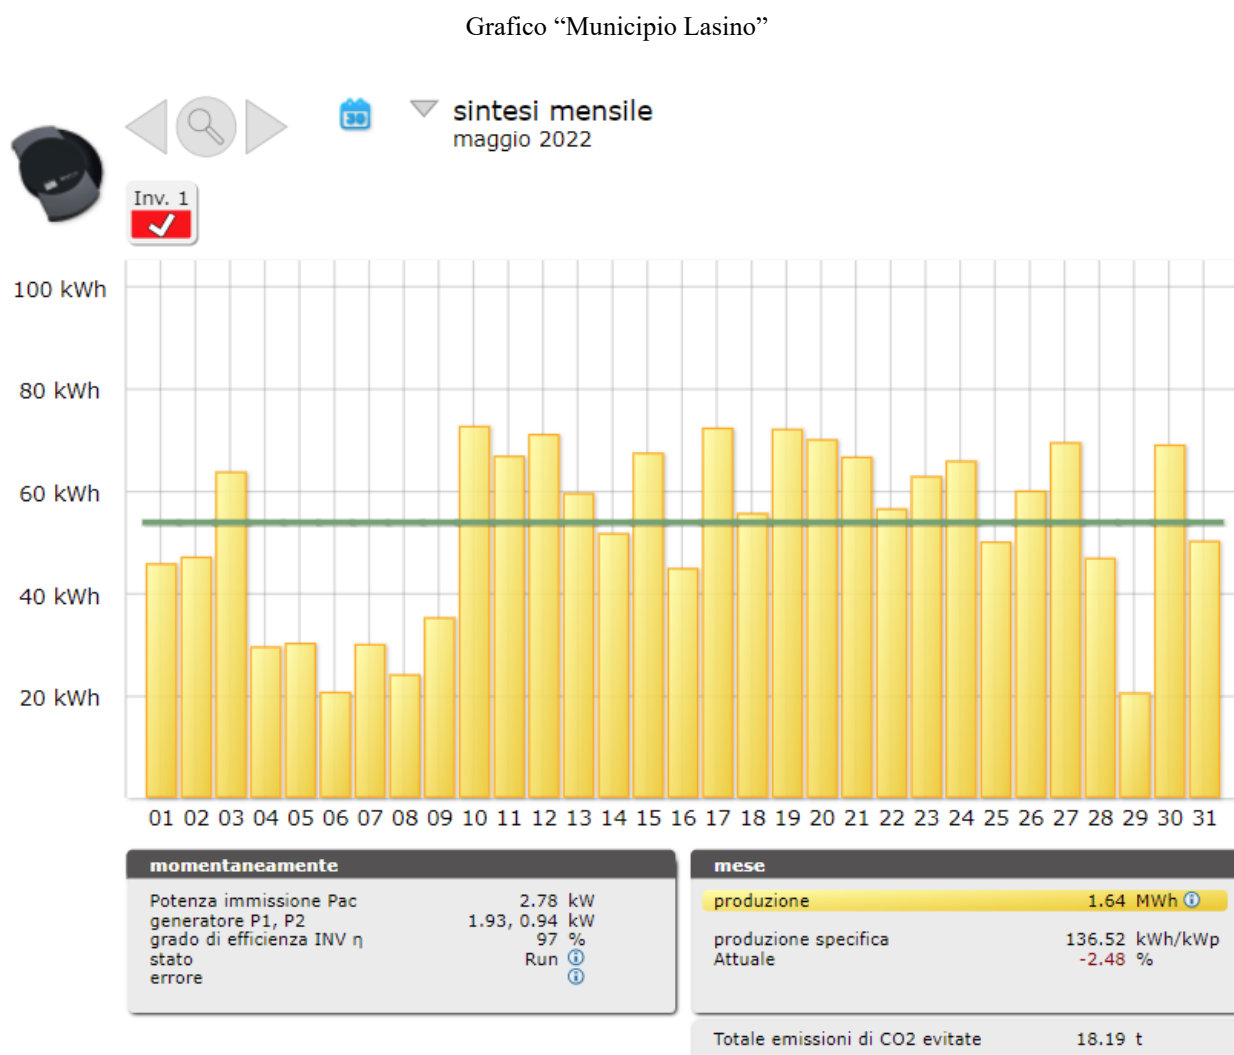 Grafico “Municipio Lasino”
30
sintesi mensile
maggio 2022
Inv. 1
100 kWh
80 kWh
60 kWh
40 kWh
20 kWh
01 02 03 04 05 06 07 08 09 10 11 12 13 14 15 16 17 18 19 20 21 22 23 24 25 26 27 28 29 30 31
momentaneamente
Potenza immissione Pac 2.78 kW
generatore P1, P2 1.93, 0.94 kW
grado di efficienza INV η 97 %
stato Run
errore
mese
produzione 1.64 MWh
produzione specifica 136.52 kWh/kWp
Attuale -2.48 %
Totale emissioni di CO2 evitate 18.19 t